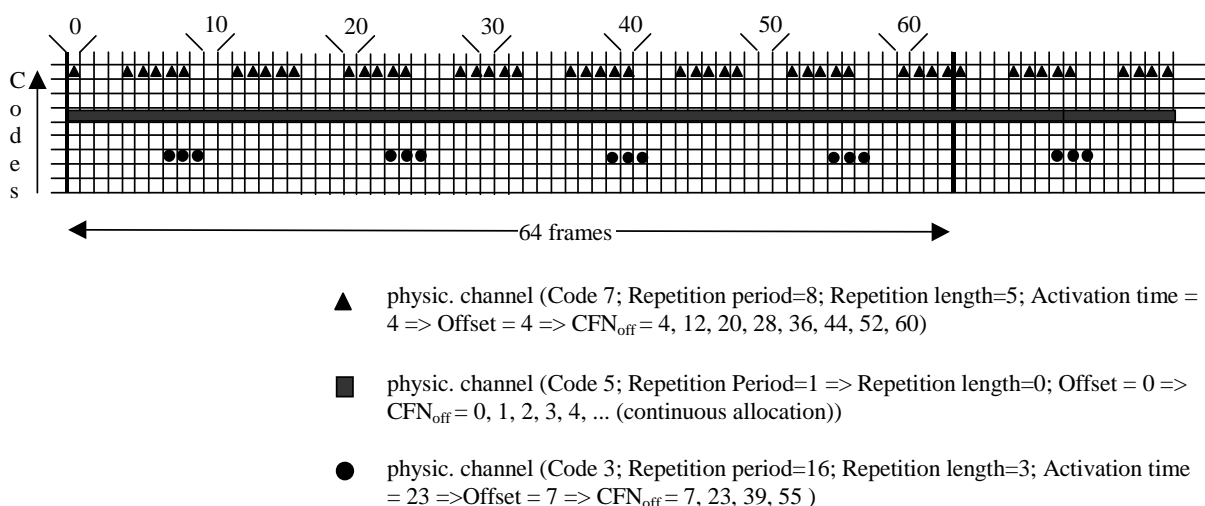 0 10 20 30 40 50 60
C
o
d
e
s
64 frames
physic. channel (Code 7; Repetition period=8; Repetition length=5; Activation time =
4 => Offset = 4 => CFNoff = 4, 12, 20, 28, 36, 44, 52, 60)
physic. channel (Code 5; Repetition Period=1 => Repetition length=0; Offset = 0 =>
CFNoff = 0, 1, 2, 3, 4, ... (continuous allocation))
physic. channel (Code 3; Repetition period=16; Repetition length=3; Activation time
= 23 =>Offset = 7 => CFNoff = 7, 23, 39, 55 )